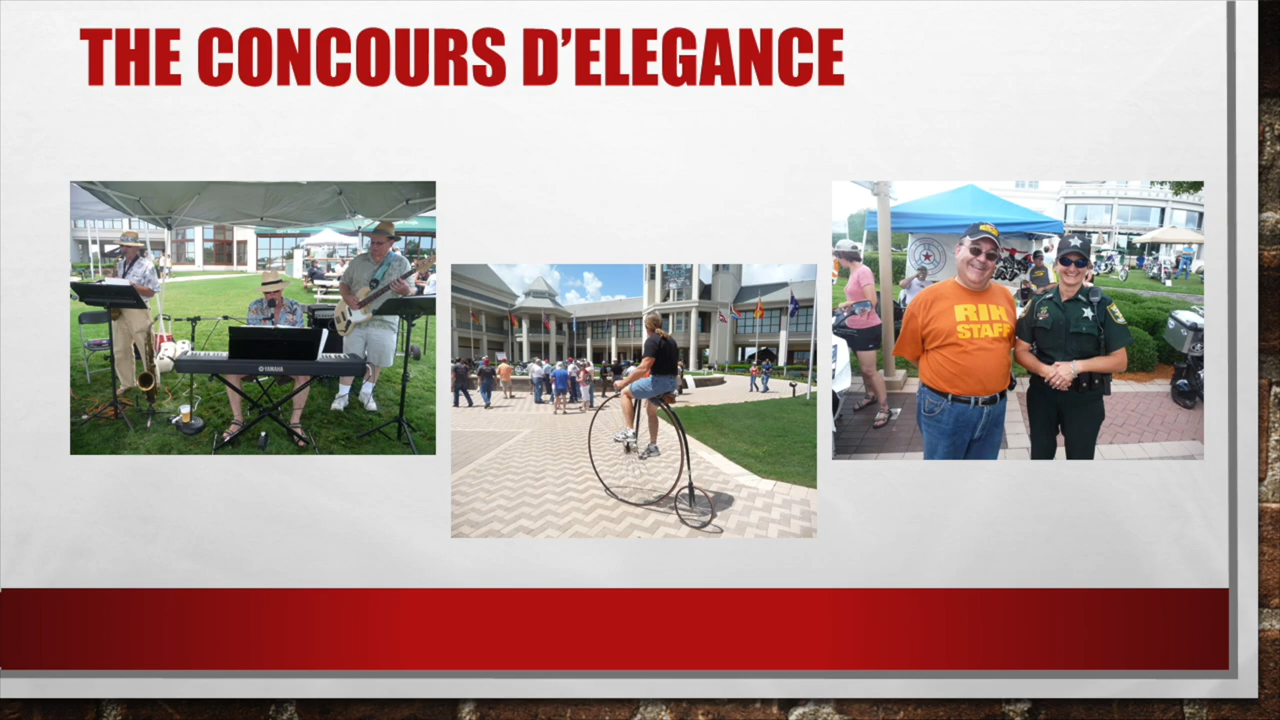 THE CONCOURS D’ELEGANCE
YAMAHA
RIH
STAFF